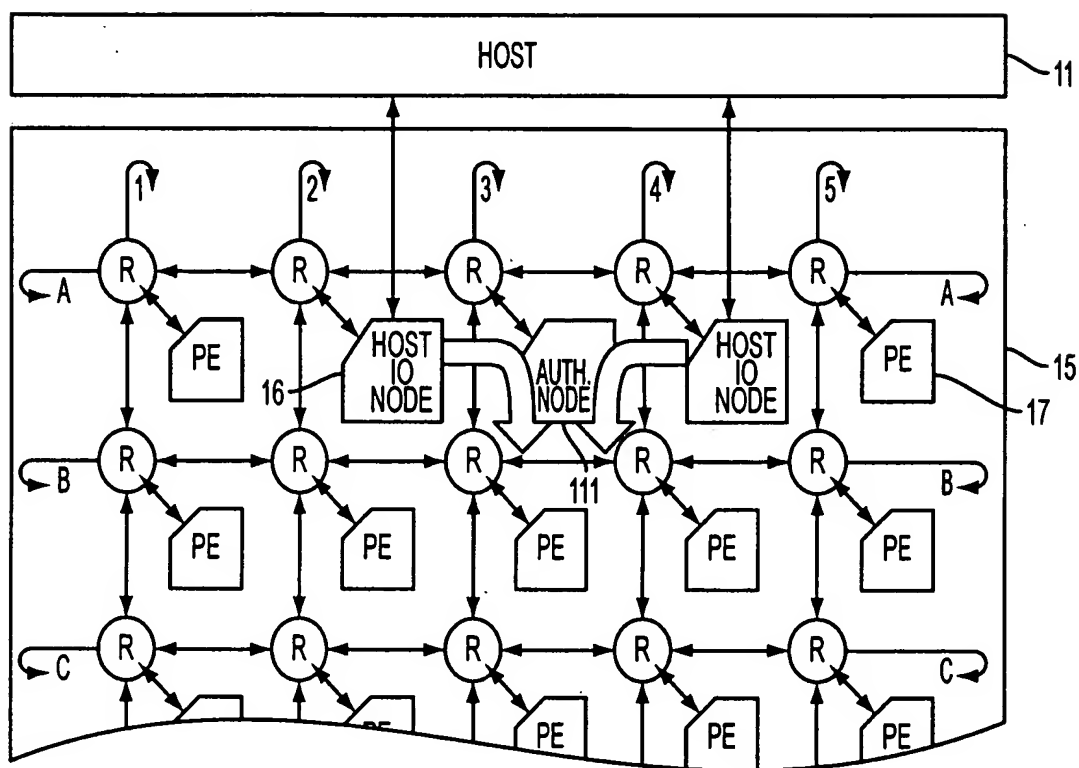 HOST
11
1 2 3 4 5
R R R R R
A A
PE HOST IO NODE AUTH. NODE HOST IO NODE PE
16 15
17
R R R R R
B B
111
PE PE PE PE PE
R R R R R
C C
PE PE PE